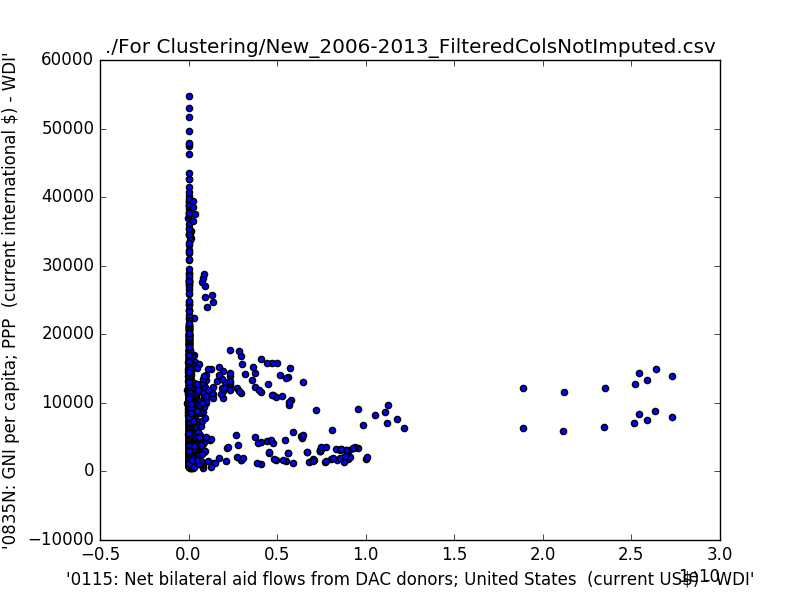 ./For Clustering/New_2006-2013_FilteredColsNotImputed.csv
'0835N: GNI per capita; PPP  (current international $) - WDI'
60000
50000
40000
30000
20000
10000
0
−10000
−0.5 0.0 0.5 1.0 1.5 2.0 2.5 3.0
1e10
'0115: Net bilateral aid flows from DAC donors; United States  (current US$) - WDI'